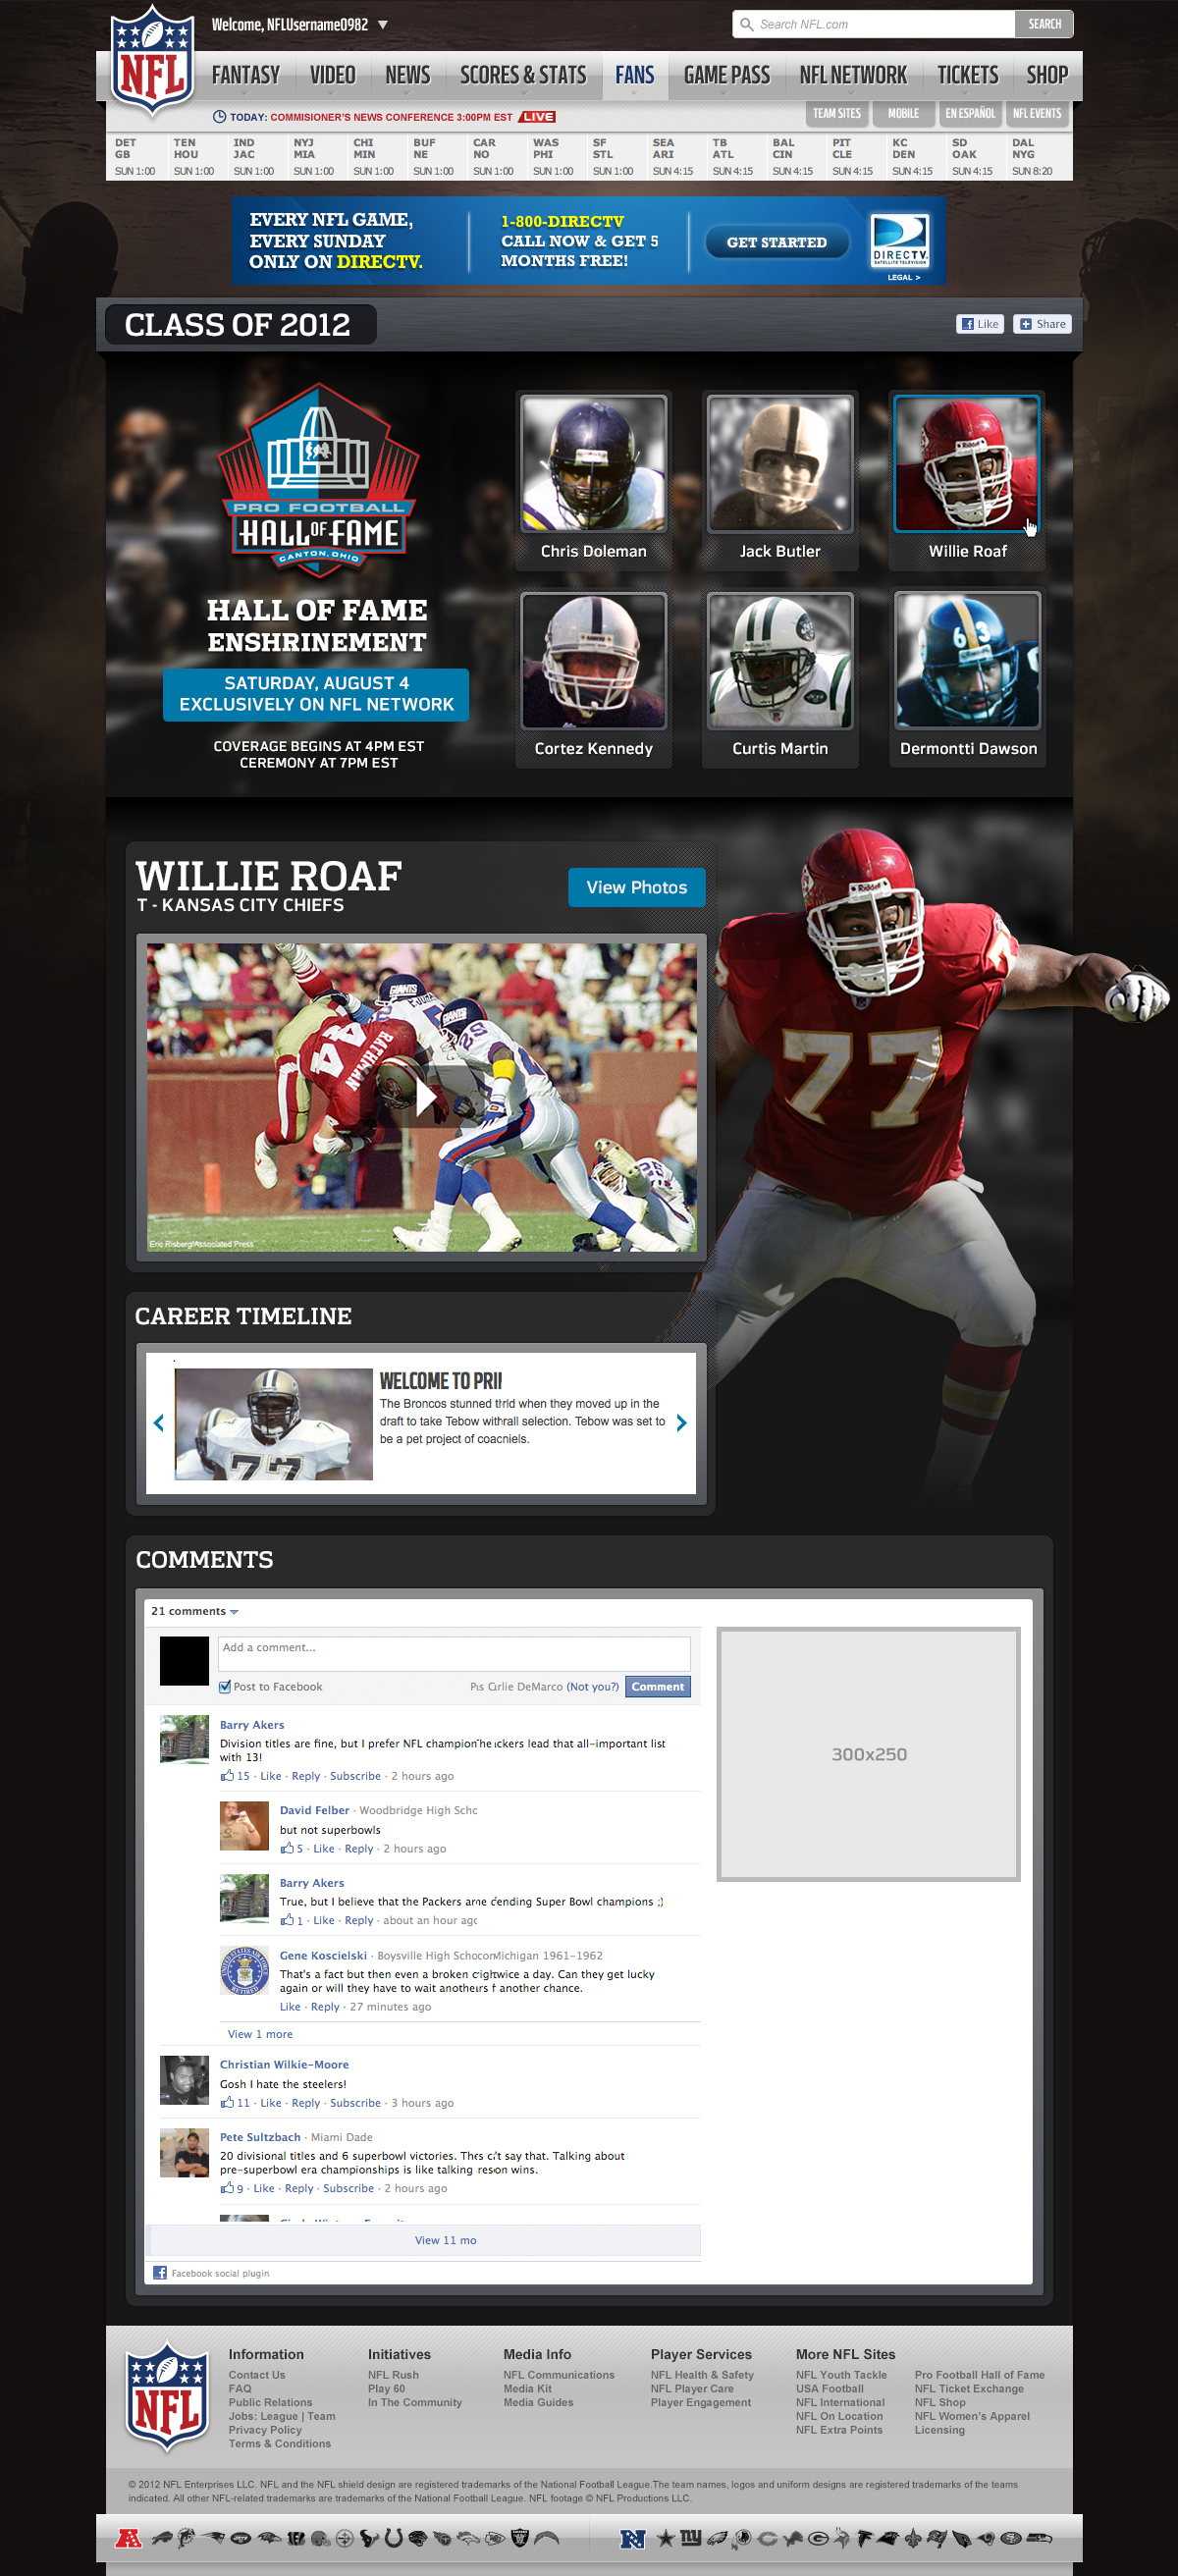 NFL
Welcome, NFLUsername0982
Search NFL.com
SEARCH
FANTASY VIDEO NEWS SCORES & STATS FANS GAME PASS NFL NETWORK TICKETS SHOP
TODAY: COMMISIONER'S NEWS CONFERENCE 3:00PM EST LIVE
TEAM SITES MOBILE EN ESPAÑOL NFL EVENTS
DET TEN IND NYJ CHI BUF CAR WAS SF SEA TB BAL PIT KC SD DAL
GB HOU JAC MIA MIN NE NO PHI STL ARI ATL CIN CLE DEN OAK NYG
SUN 1:00 SUN 1:00 SUN 1:00 SUN 1:00 SUN 1:00 SUN 1:00 SUN 1:00 SUN 1:00 SUN 1:00 SUN 4:15 SUN 4:15 SUN 4:15 SUN 4:15 SUN 4:15 SUN 4:15 SUN 8:20
EVERY NFL GAME,
EVERY SUNDAY
ONLY ON DIRECTV.
1-800-DIRECTV
CALL NOW & GET 5
MONTHS FREE!
GET STARTED
DIRECTV
SATELLITE TELEVISION
LEGAL >
CLASS OF 2012
Like
Share
PRO FOOTBALL
HALL OF FAME
CANTON, OHIO
HALL OF FAME
ENSHRINEMENT
SATURDAY, AUGUST 4
EXCLUSIVELY ON NFL NETWORK
COVERAGE BEGINS AT 4PM EST
CEREMONY AT 7PM EST
Riddell
Chris Doleman
Jack Butler
Willie Roaf
63
Cortez Kennedy
Curtis Martin
Dermontti Dawson
WILLIE ROAF
T - KANSAS CITY CHIEFS
View Photos
Riddell
77
GIANTS
GIANTS
RATHMAN
44
29
25
Eric Risberg/Associated Press
CAREER TIMELINE
77
WELCOME TO PRII
The Broncos stunned tirld when they moved up in the
draft to take Tebow withrall selection. Tebow was set to
be a pet project of coacniels.
COMMENTS
21 comments
Add a comment...
Post to Facebook
(Not you?)
Comment
Barry Akers
Division titles are fine, but I prefer NFL lead that all-important list
with 13!
15 · Like · Reply · Subscribe · 2 hours ago
David Felber · Woodbridge High Scho
but not superbowls
5 · Like · Reply · 2 hours ago
Barry Akers
True, but I believe that the Packers Super Bowl champions ;)
1 · Like · Reply · about an hour agc
Gene Koscielski · Boysville High 1961-1962
That's a fact but then even a broken a day. Can they get lucky
again or will they have to wait another chance.
Like · Reply · 27 minutes ago
View 1 more
Christian Wilkie-Moore
Gosh I hate the steelers!
11 · Like · Reply · Subscribe · 3 hours ago
Pete Sultzbach · Miami Dade
20 divisional titles and 6 superbowl victories. say that. Talking about
pre-superbowl era championships is like talking wins.
9 · Like · Reply · Subscribe · 2 hours ago
View 11 mo
Facebook social plugin
300x250
NFL
Information
Contact Us
FAQ
Public Relations
Jobs: League | Team
Privacy Policy
Terms & Conditions
Initiatives
NFL Rush
Play 60
In The Community
Media Info
NFL Communications
Media Kit
Media Guides
Player Services
NFL Health & Safety
NFL Player Care
Player Engagement
More NFL Sites
NFL Youth Tackle
USA Football
NFL International
NFL On Location
NFL Extra Points
Pro Football Hall of Fame
NFL Ticket Exchange
NFL Shop
NFL Women's Apparel
Licensing
© 2012 NFL Enterprises LLC. NFL and the NFL shield design are registered trademarks of the National Football League.The team names, logos and uniform designs are registered trademarks of the teams
indicated. All other NFL-related trademarks are trademarks of the National Football League. NFL footage © NFL Productions LLC.